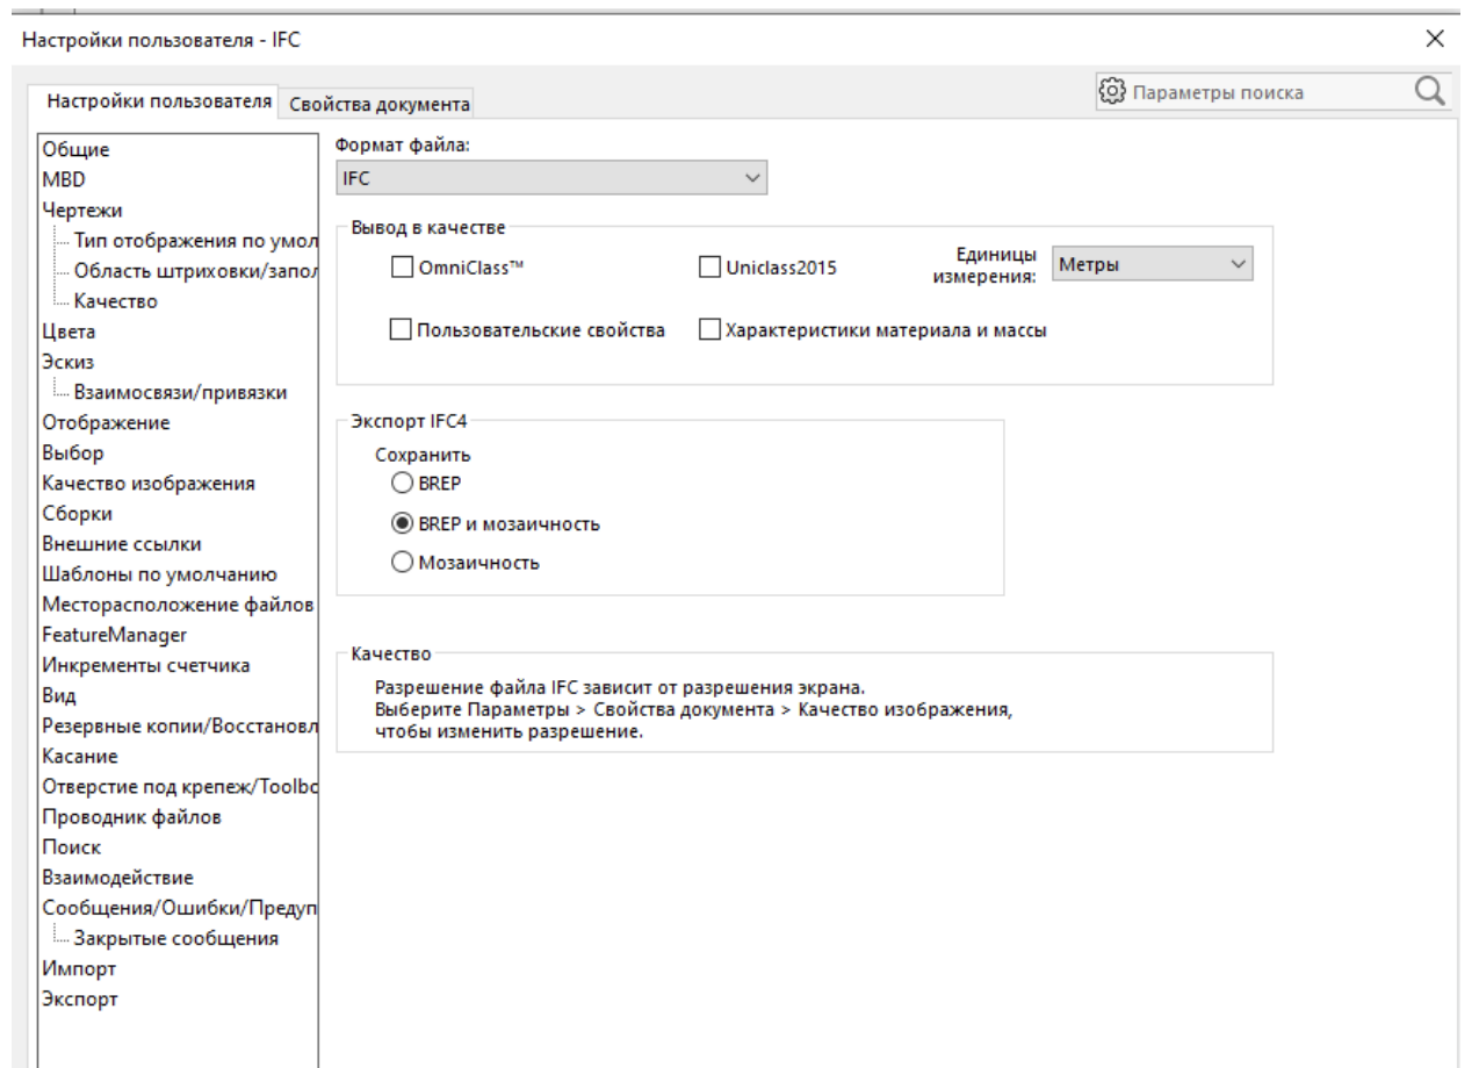 Настройки пользователя - IFC
Настройки пользователя
Свойства документа
Параметры поиска
Общие
MBD
Чертежи
Тип отображения по умол
Область штриховки/запол
Качество
Цвета
Эскиз
Взаимосвязи/привязки
Отображение
Выбор
Качество изображения
Сборки
Внешние ссылки
Шаблоны по умолчанию
Месторасположение файлов
FeatureManager
Инкременты счетчика
Вид
Резервные копии/Восстановл
Касание
Отверстие под крепеж/Toolbo
Проводник файлов
Поиск
Взаимодействие
Сообщения/Ошибки/Предуп
Закрытые сообщения
Импорт
Экспорт
Формат файла:
IFC
Вывод в качестве
OmniClass™
Uniclass2015
Единицы
измерения:
Метры
Пользовательские свойства
Характеристики материала и массы
Экспорт IFC4
Сохранить
BREP
BREP и мозаичность
Мозаичность
Качество
Разрешение файла IFC зависит от разрешения экрана.
Выберите Параметры > Свойства документа > Качество изображения,
чтобы изменить разрешение.